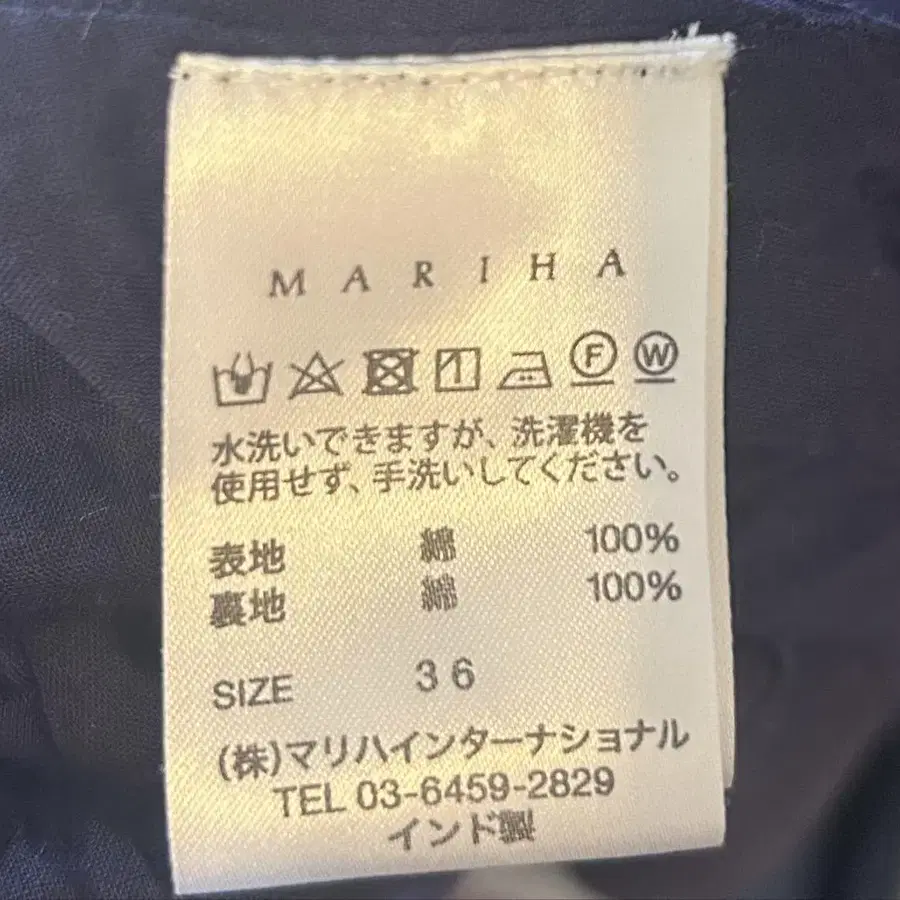 MARIHA
F W
水洗いできますが、洗濯機を
使用せず、手洗いしてください。
表地 綿 100%
裏地 綿 100%
SIZE 36
(株)マリハインターナショナル
TEL 03-6459-2829
インド製